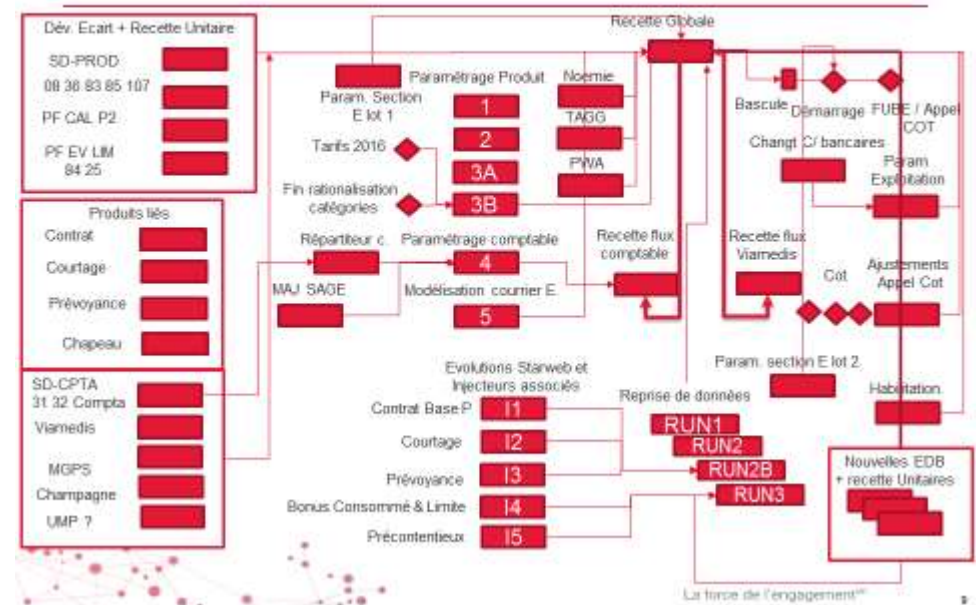 Dév. Ecart + Recette Unitaire
SD-PROD
08 36 83 85 107
PF CAL P2
PF EV LIM
84 25
Produits liés
Contrat
Courtage
Prévoyance
Chapeau
SD-CPTA
31 32 Compta
Viamedis
MGPS
Champagne
UMP ?
Recette Globale
Param. Section
E lot 1
Paramétrage Produit
1
2
3A
3B
Tarifs 2016
Fin rationalisation
catégories
Noemie
TAGG
PWA
Répartiteur c.
Paramétrage comptable
4
MAJ SAGE
Modélisation courrier E.
5
Recette flux
comptable
Recette flux
Viamedis
Bascule
Démarrage
FUBE / Appel
COT
Changt C/ bancaires
Param
Exploitation
Cot
Ajustements
Appel Cot
Param. section E lot 2
Habilitation
Evolutions Starweb et
Injecteurs associés
Contrat Base P
I1
Courtage
I2
Prévoyance
I3
Bonus Consommé & Limite
I4
Précontentieux
I5
Reprise de données
RUN1
RUN2
RUN2B
RUN3
Nouvelles EDB
+ recette Unitaires
La force de l'engagement